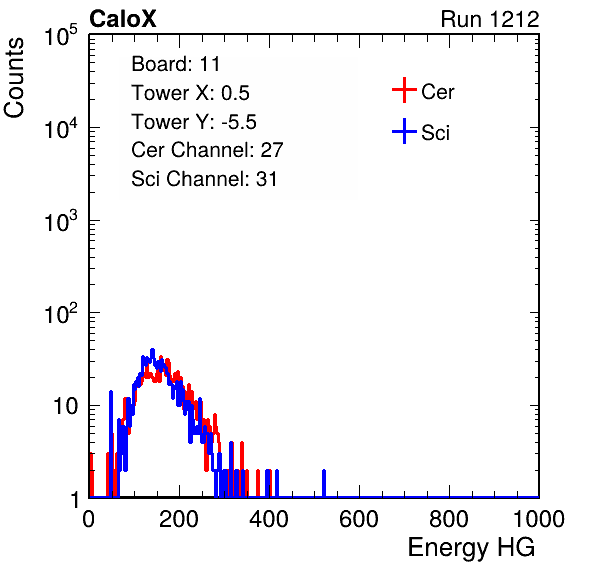 CaloX Run 1212
Counts
10^5
10^4
10^3
10^2
10
1
Board: 11
Tower X: 0.5
Tower Y: -5.5
Cer Channel: 27
Sci Channel: 31
Cer
Sci
0 200 400 600 800 1000
Energy HG